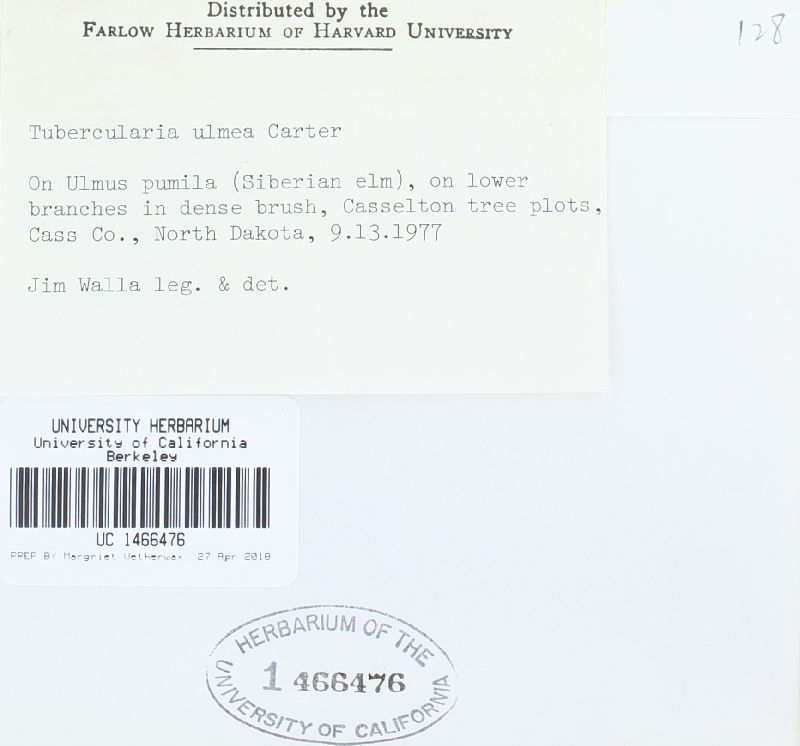 Distributed by the
FARLOW HERBARIUM OF HARVARD UNIVERSITY
128
Tubercularia ulmea Carter
On Ulmus pumila (Siberian elm), on lower
branches in dense brush, Casselton tree plots,
Cass Co., North Dakota, 9.13.1977
Jim Walla leg. & det.
UNIVERSITY HERBARIUM
University of California
Berkeley
UC 1466476
PREP BY Margriet Wetherwax, 27 Apr 2018
HERBARIUM OF THE
1 466476
UNIVERSITY OF CALIFORNIA